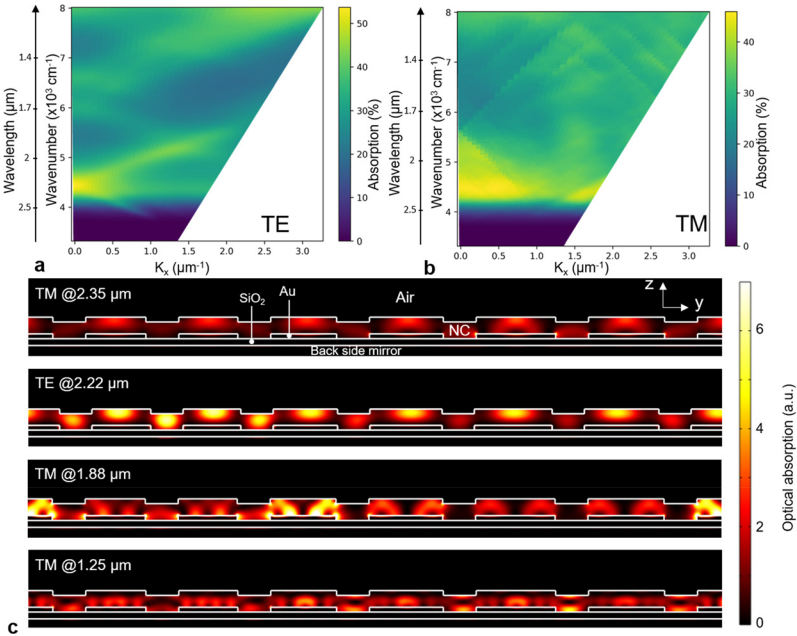 8
7
6
5
4
1.4
1.7
2
2.5
Wavelength (µm)
Wavenumber (x10³ cm⁻¹)
0.0 0.5 1.0 1.5 2.0 2.5 3.0
Kₓ (µm⁻¹)
TE
a
50
40
30
20
10
0
Absorption (%)
8
7
6
5
4
1.4
1.7
2
2.5
Wavelength (µm)
Wavenumber (x10³ cm⁻¹)
0.0 0.5 1.0 1.5 2.0 2.5 3.0
Kₓ (µm⁻¹)
TM
b
40
30
20
10
0
Absorption (%)
TM @2.35 µm
SiO₂
Au
Air
z
y
NC
Back side mirror
TE @2.22 µm
TM @1.88 µm
TM @1.25 µm
c
6
4
2
0
Optical absorption (a.u.)